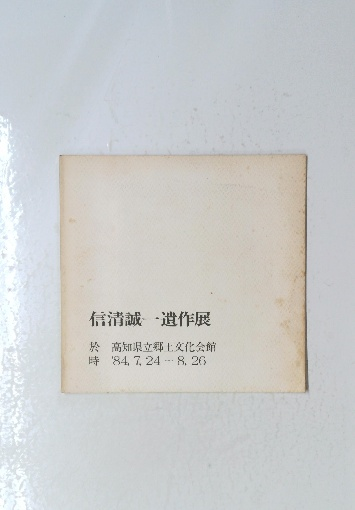 信清誠一遺作展
於 高知県立郷土文化会館
時 '84, 7, 24 ─ 8, 26